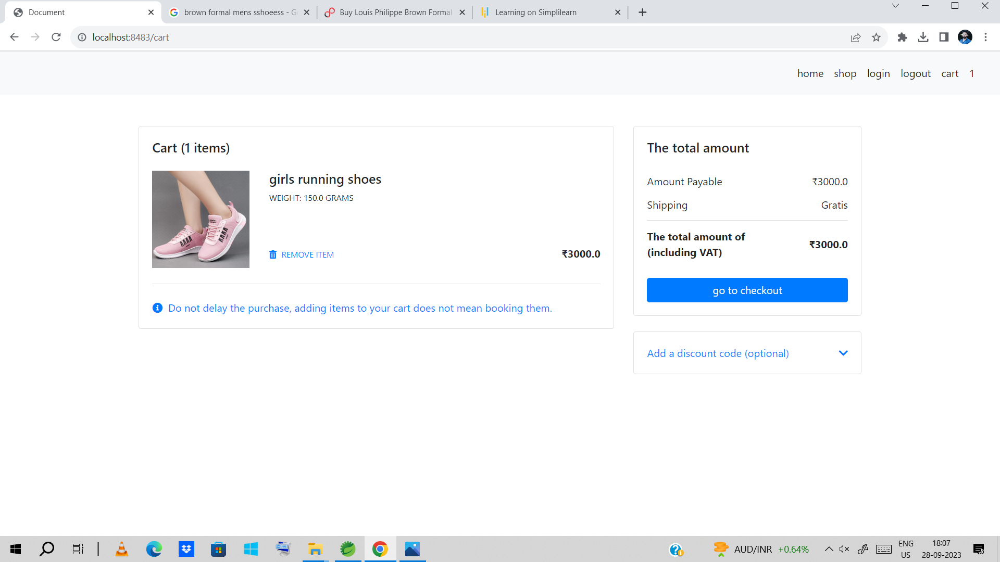 Document
brown formal mens sshoeess - G
Buy Louis Philippe Brown Formal
Learning on Simplilearn
localhost:8483/cart
home shop login logout cart 1
Cart (1 items)
girls running shoes
WEIGHT: 150.0 GRAMS
REMOVE ITEM
₹3000.0
Do not delay the purchase, adding items to your cart does not mean booking them.
The total amount
Amount Payable ₹3000.0
Shipping Gratis
The total amount of
(including VAT)
₹3000.0
go to checkout
Add a discount code (optional)
AUD/INR +0.64%
ENG
US
18:07
28-09-2023